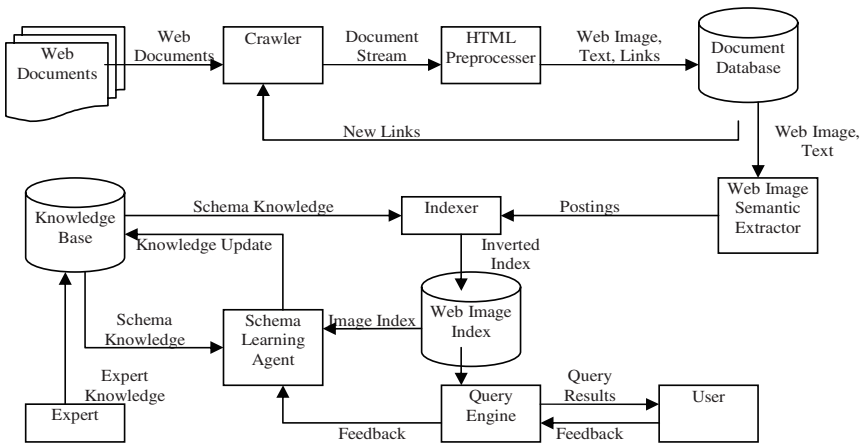 Web
Documents
Web
Documents
Crawler
Document
Stream
HTML
Preprocesser
Web Image,
Text, Links
Document
Database
New Links
Web Image,
Text
Knowledge
Base
Schema Knowledge
Indexer
Postings
Web Image
Semantic
Extractor
Knowledge Update
Inverted
Index
Schema
Knowledge
Schema
Learning
Agent
Image Index
Web Image
Index
Expert
Knowledge
Expert
Feedback
Query
Engine
Query
Results
Feedback
User